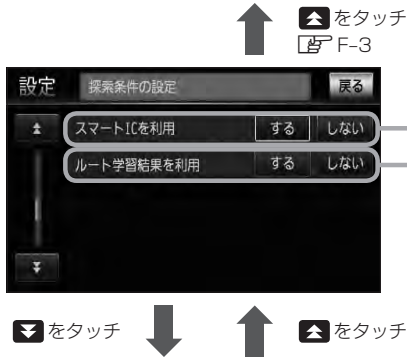 をタッチ
F-3
設定 探索条件の設定 戻る
スマートICを利用 する しない
ルート学習結果を利用 する しない
をタッチ をタッチ